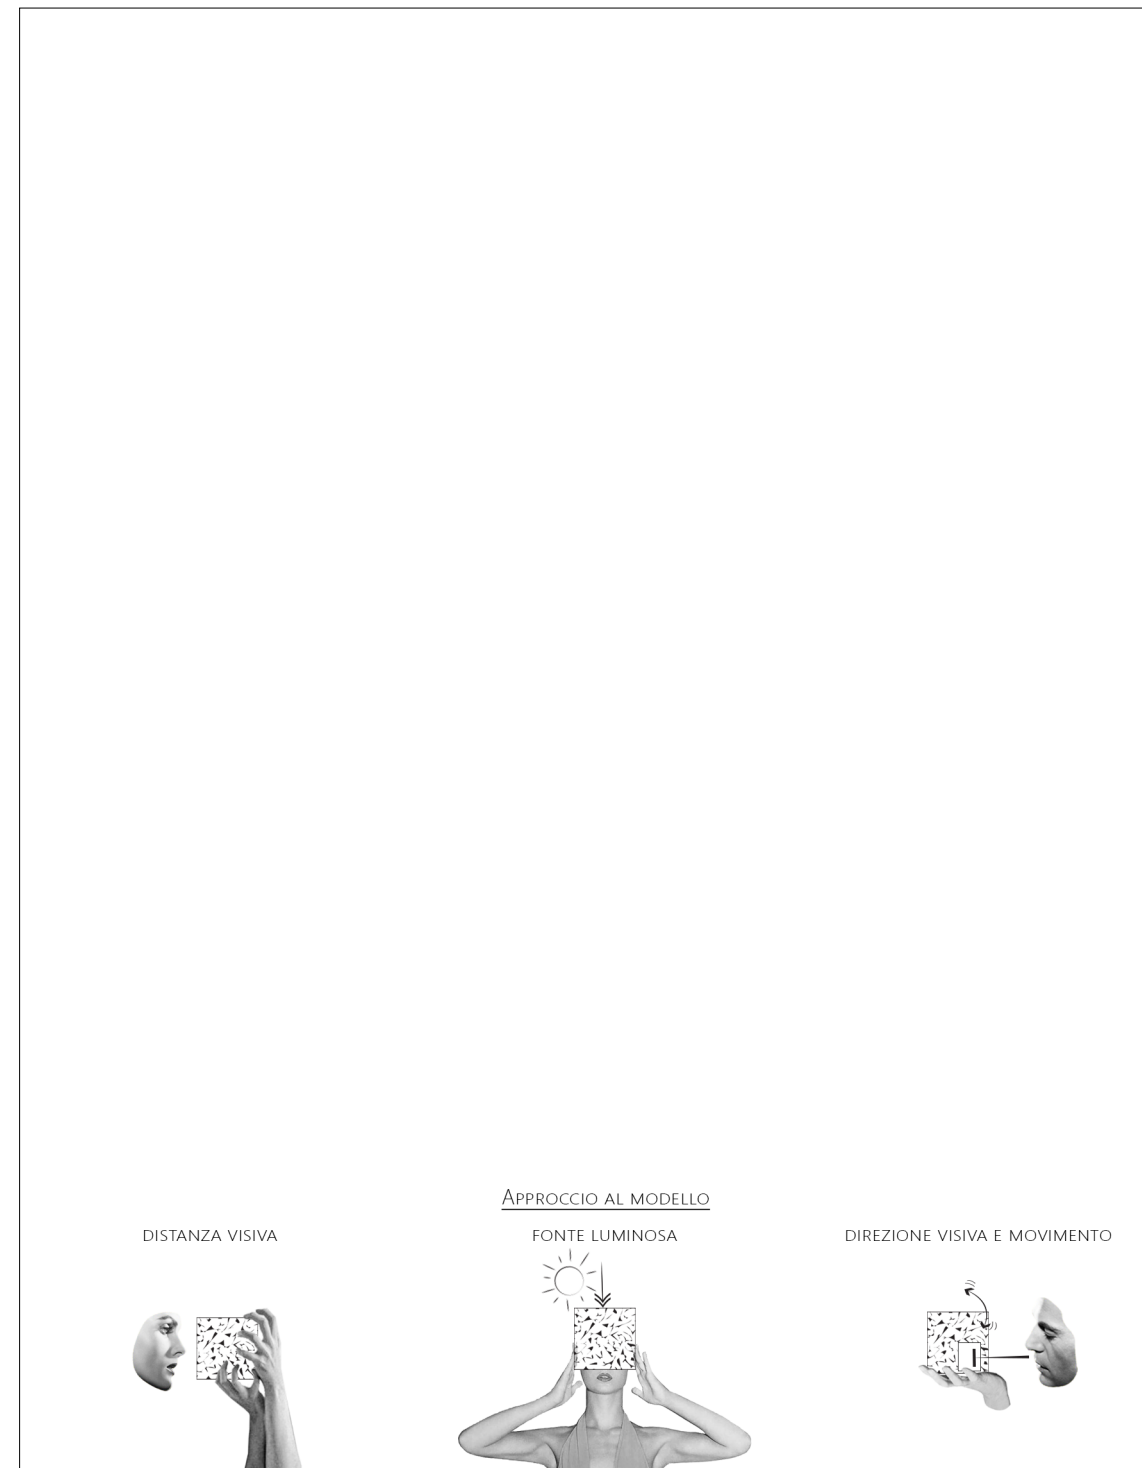 Approccio al modello
distanza visiva
fonte luminosa
direzione visiva e movimento